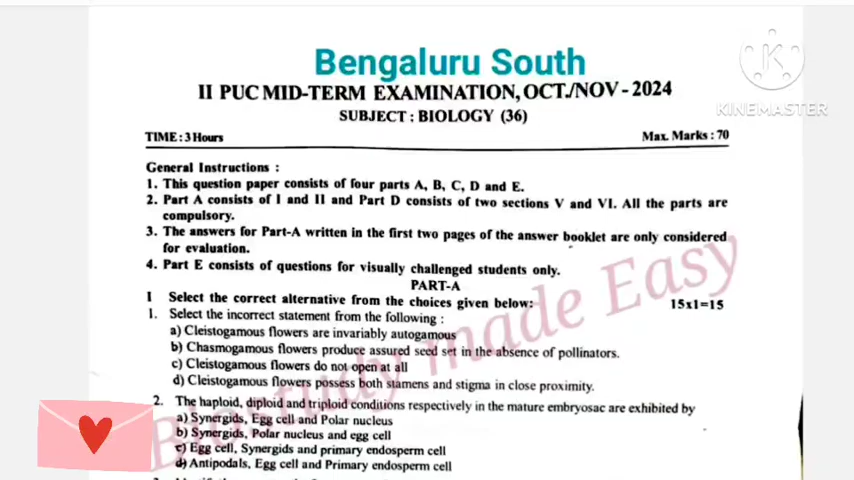 Bengaluru South
II PUC MID-TERM EXAMINATION, OCT./NOV - 2024
K
KINEMASTER
SUBJECT : BIOLOGY (36)
TIME : 3 Hours
Max. Marks : 70
General Instructions :
1. This question paper consists of four parts A, B, C, D and E.
2. Part A consists of I and II and Part D consists of two sections V and VI. All the parts are
compulsory.
3. The answers for Part-A written in the first two pages of the answer booklet are only considered
for evaluation.
4. Part E consists of questions for visually challenged students only.
PART-A
I Select the correct alternative from the choices given below: 15x1=15
1. Select the incorrect statement from the following :
a) Cleistogamous flowers are invariably autogamous
b) Chasmogamous flowers produce assured seed set in the absence of pollinators.
c) Cleistogamous flowers do not open at all
d) Cleistogamous flowers possess both stamens and stigma in close proximity.
2. The haploid, diploid and triploid conditions respectively in the mature embryosac are exhibited by
a) Synergids, Egg cell and Polar nucleus
b) Synergids, Polar nucleus and egg cell
c) Egg cell, Synergids and primary endosperm cell
d) Antipodals, Egg cell and Primary endosperm cell
Biostudy made Easy